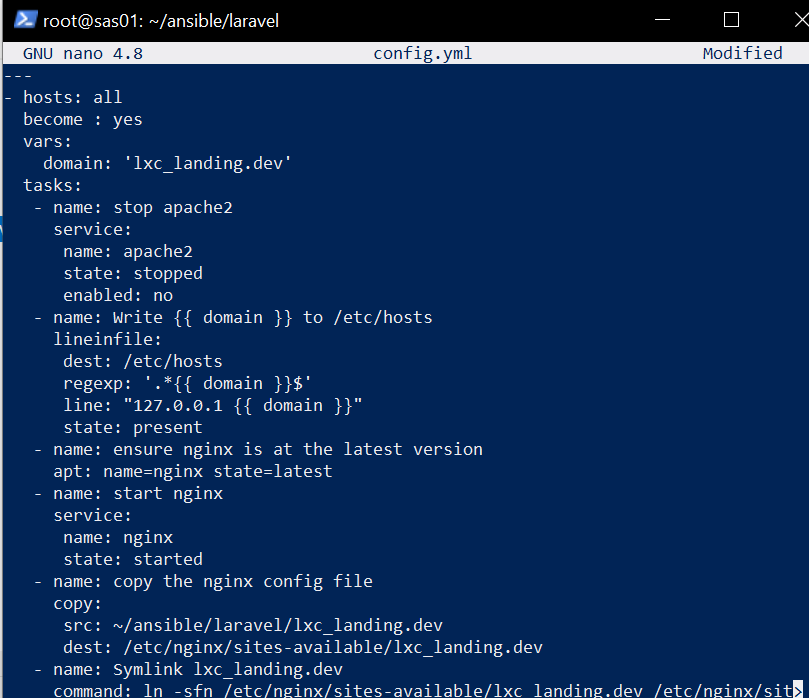 root@sas01: ~/ansible/laravel
GNU nano 4.8 config.yml Modified
---
- hosts: all
  become : yes
  vars:
    domain: 'lxc_landing.dev'
  tasks:
   - name: stop apache2
     service:
      name: apache2
      state: stopped
      enabled: no
   - name: Write {{ domain }} to /etc/hosts
     lineinfile:
      dest: /etc/hosts
      regexp: '.*{{ domain }}$'
      line: "127.0.0.1 {{ domain }}"
      state: present
   - name: ensure nginx is at the latest version
     apt: name=nginx state=latest
   - name: start nginx
     service:
      name: nginx
      state: started
   - name: copy the nginx config file
     copy:
      src: ~/ansible/laravel/lxc_landing.dev
      dest: /etc/nginx/sites-available/lxc_landing.dev
   - name: Symlink lxc_landing.dev
     command: ln -sfn /etc/nginx/sites-available/lxc_landing.dev /etc/nginx/sit>